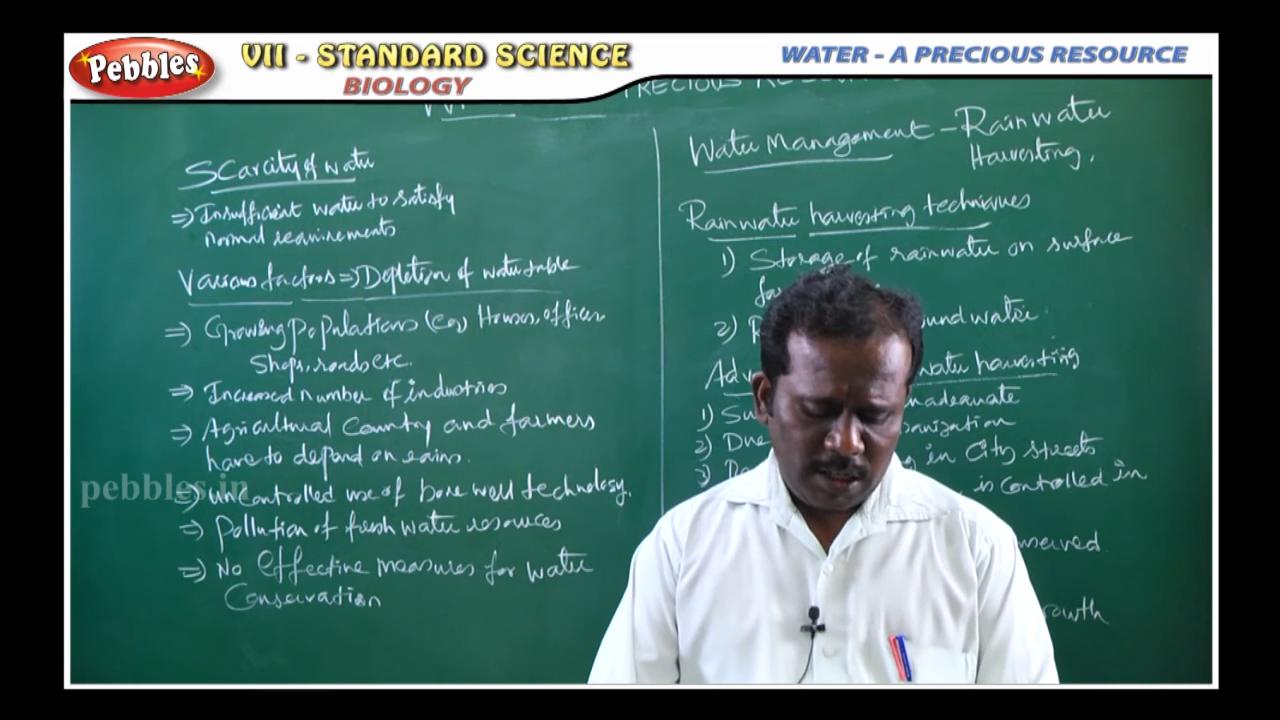 Pebbles
VII - STANDARD SCIENCE
BIOLOGY
WATER - A PRECIOUS RESOURCE
PRECIOUS
Scarcity of water
⇒ Insufficient water to satisfy
normal requirements
Various factors ⇒ Depletion of water table
⇒ Growing populations (eg) Houses, offices
Shops, roads etc.
⇒ Increased number of industries
⇒ Agricultural Country and farmers
have to depend on rains.
⇒ uncontrolled use of bore well technology.
pebbles.in
⇒ Pollution of fresh water resources
⇒ No Effective measures for water
Conservation
Water Management - Rainwater
Harvesting.
Rainwater harvesting techniques
1) Storage of rainwater on surface
2)
water harvesting
1) inadequate
2) Due
3) in City streets
is controlled in